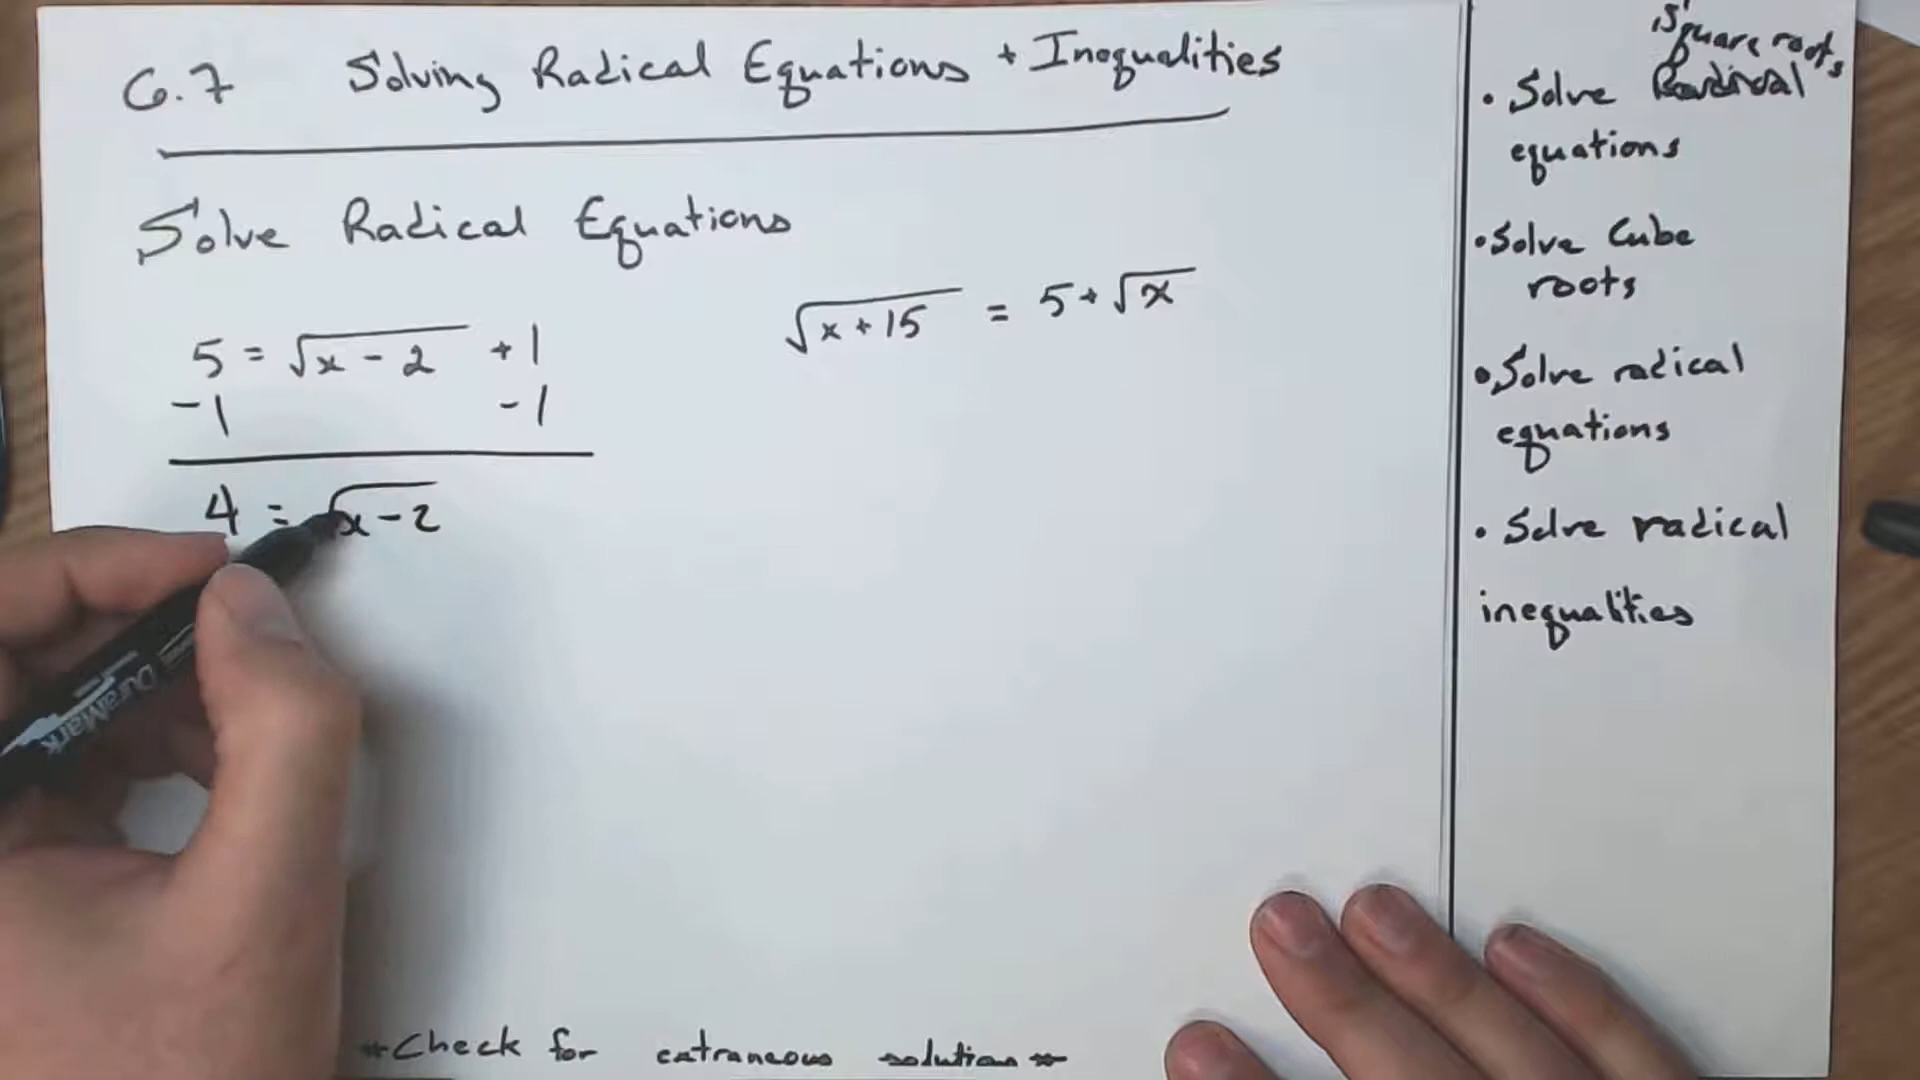 6.7 Solving Radical Equations + Inequalities
Solve Radical Equations
5 = √x - 2 + 1
-1 -1
4 = √x - 2
√x + 15 = 5 + √x
*Check for extraneous solution*
Square roots
• Solve Radical
equations
• Solve Cube
roots
• Solve radical
equations
• Solve radical
inequalities
DuraMark